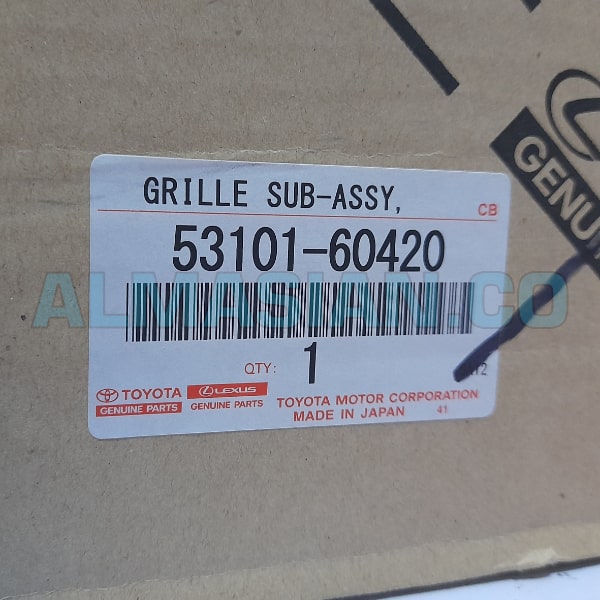 GENU
GRILLE SUB-ASSY,
CB
53101-60420
ALMASIAN.CO
QTY: 1
TOYOTA
GENUINE PARTS
LEXUS
GENUINE PARTS
TOYOTA MOTOR CORPORATION
MADE IN JAPAN 41